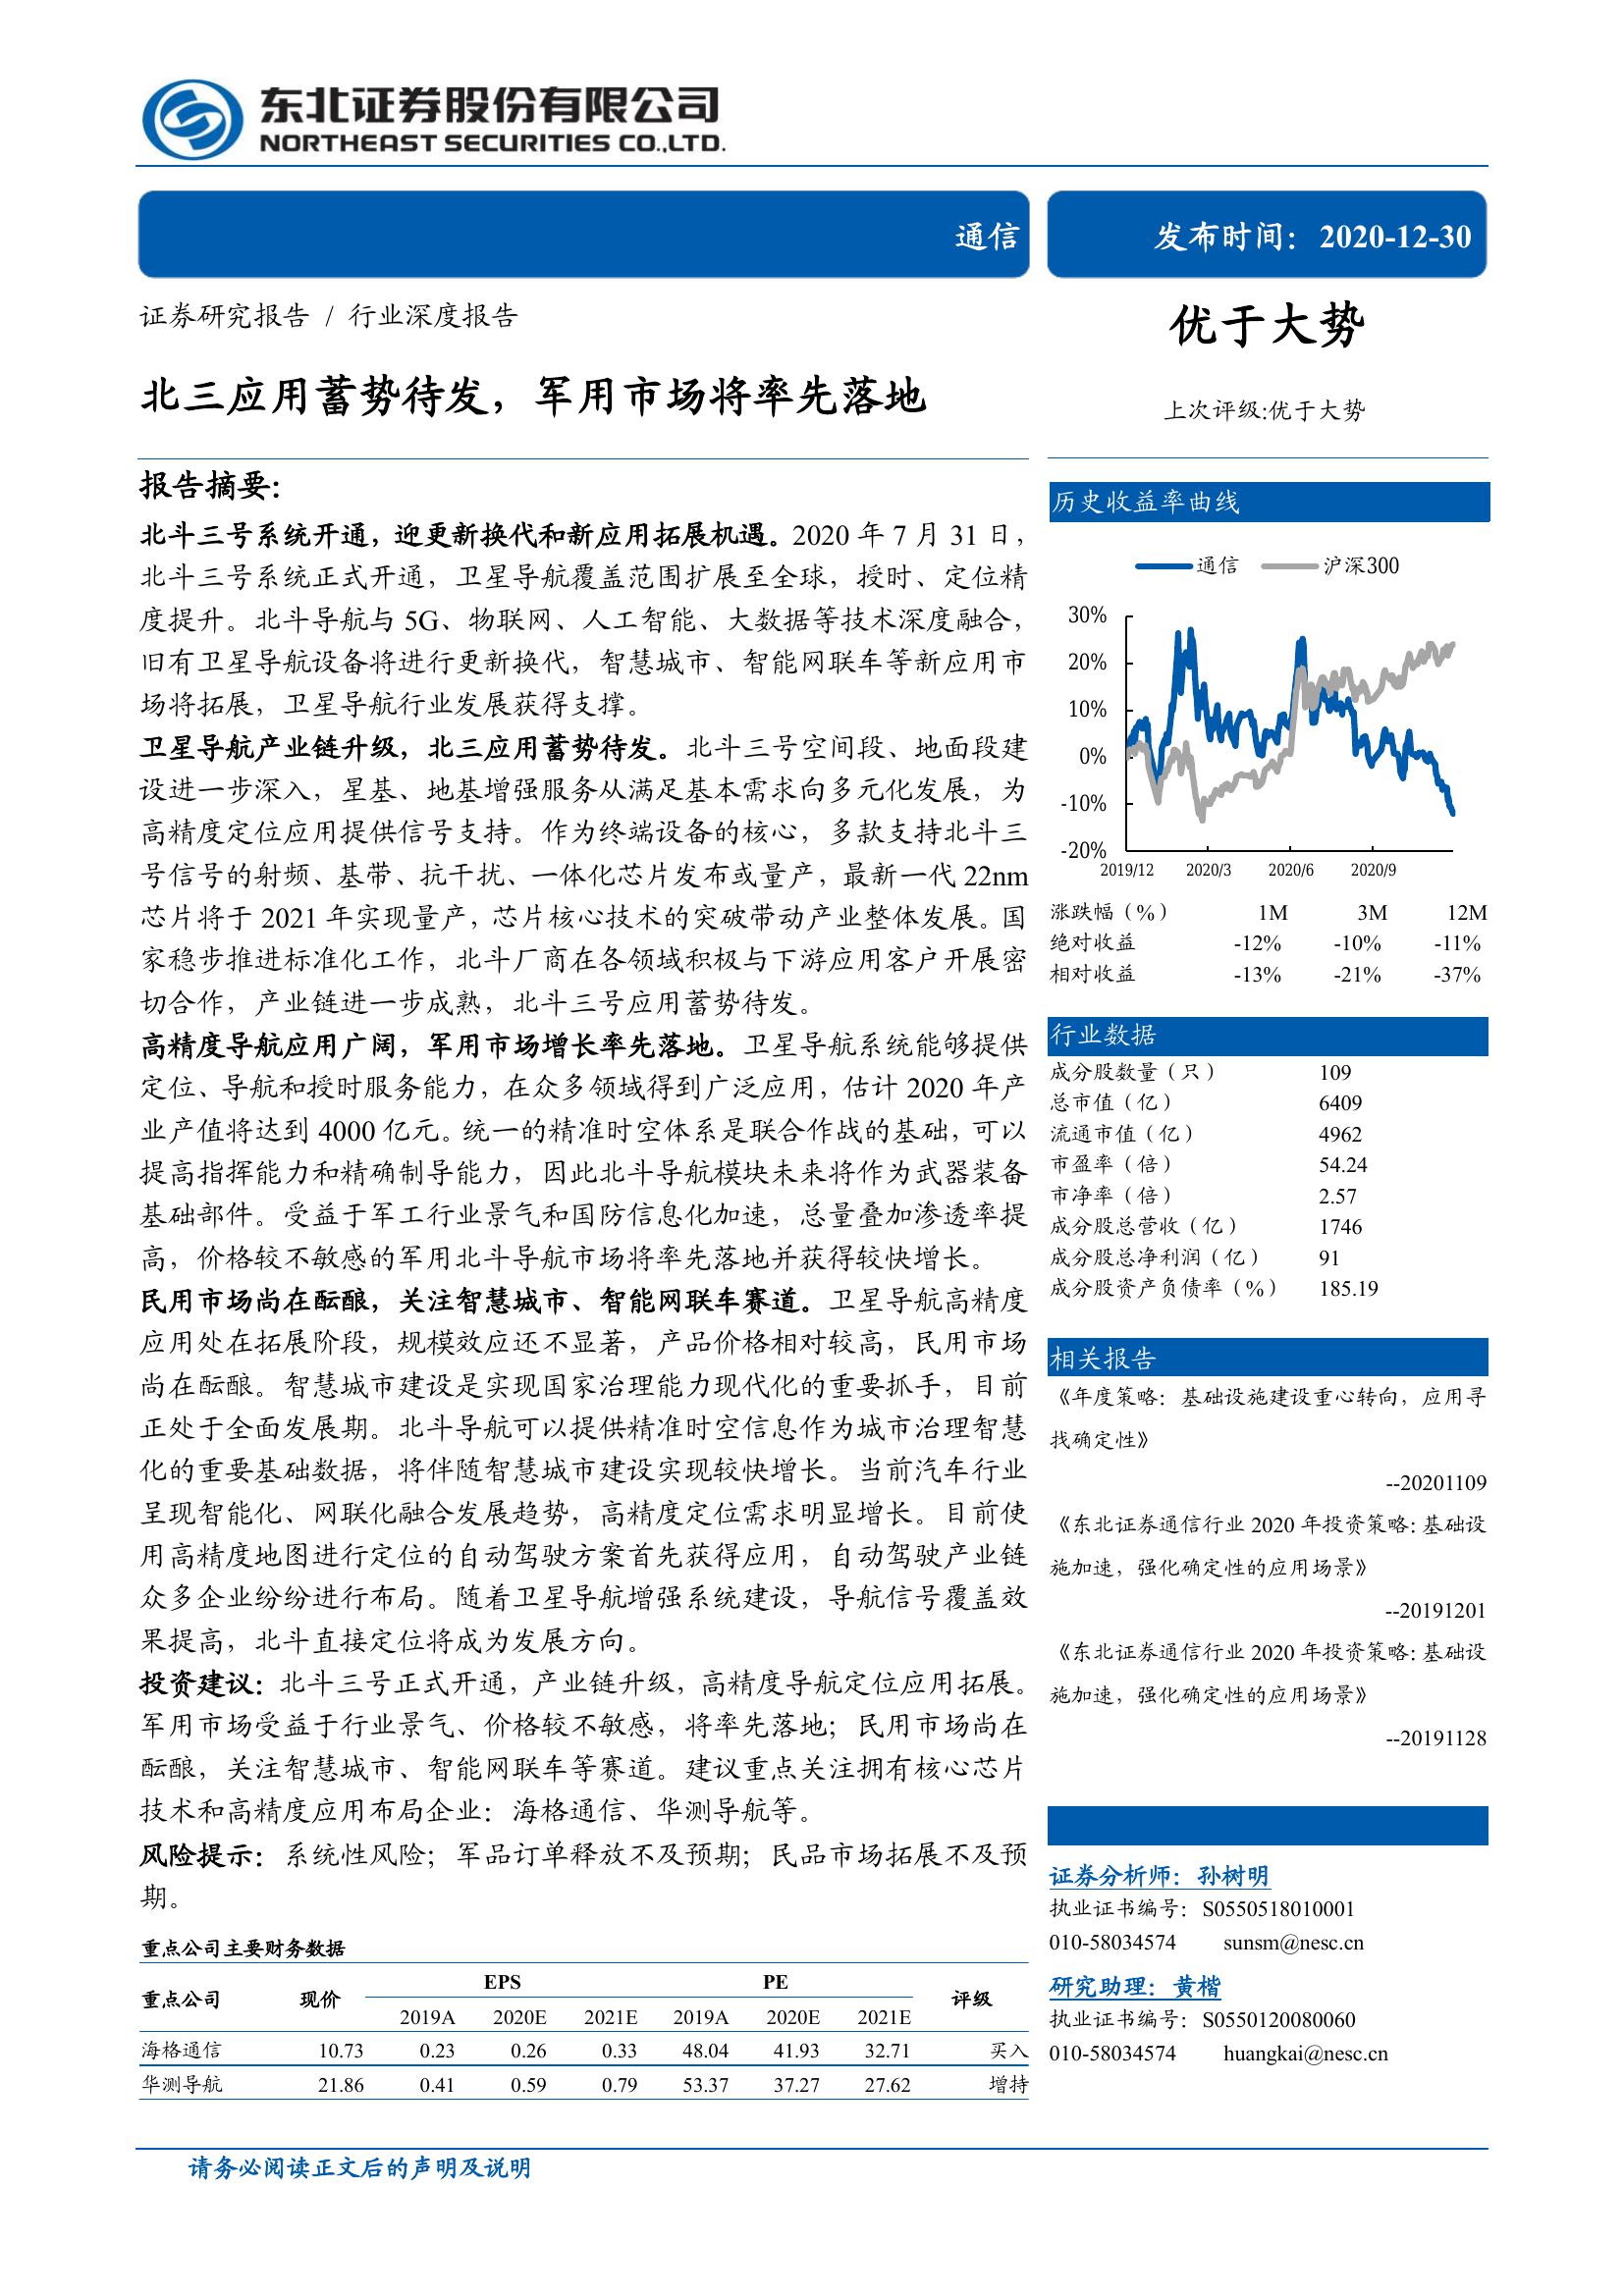 东北证券股份有限公司
NORTHEAST SECURITIES CO.,LTD.
通信
发布时间：2020-12-30
证券研究报告 / 行业深度报告
北三应用蓄势待发，军用市场将率先落地
报告摘要：
北斗三号系统开通，迎更新换代和新应用拓展机遇。2020 年 7 月 31 日，
北斗三号系统正式开通，卫星导航覆盖范围扩展至全球，授时、定位精
度提升。北斗导航与 5G、物联网、人工智能、大数据等技术深度融合，
旧有卫星导航设备将进行更新换代，智慧城市、智能网联车等新应用市
场将拓展，卫星导航行业发展获得支撑。
卫星导航产业链升级，北三应用蓄势待发。北斗三号空间段、地面段建
设进一步深入，星基、地基增强服务从满足基本需求向多元化发展，为
高精度定位应用提供信号支持。作为终端设备的核心，多款支持北斗三
号信号的射频、基带、抗干扰、一体化芯片发布或量产，最新一代 22nm
芯片将于 2021 年实现量产，芯片核心技术的突破带动产业整体发展。国
家稳步推进标准化工作，北斗厂商在各领域积极与下游应用客户开展密
切合作，产业链进一步成熟，北斗三号应用蓄势待发。
高精度导航应用广阔，军用市场增长率先落地。卫星导航系统能够提供
定位、导航和授时服务能力，在众多领域得到广泛应用，估计 2020 年产
业产值将达到 4000 亿元。统一的精准时空体系是联合作战的基础，可以
提高指挥能力和精确制导能力，因此北斗导航模块未来将作为武器装备
基础部件。受益于军工行业景气和国防信息化加速，总量叠加渗透率提
高，价格较不敏感的军用北斗导航市场将率先落地并获得较快增长。
民用市场尚在酝酿，关注智慧城市、智能网联车赛道。卫星导航高精度
应用处在拓展阶段，规模效应还不显著，产品价格相对较高，民用市场
尚在酝酿。智慧城市建设是实现国家治理能力现代化的重要抓手，目前
正处于全面发展期。北斗导航可以提供精准时空信息作为城市治理智慧
化的重要基础数据，将伴随智慧城市建设实现较快增长。当前汽车行业
呈现智能化、网联化融合发展趋势，高精度定位需求明显增长。目前使
用高精度地图进行定位的自动驾驶方案首先获得应用，自动驾驶产业链
众多企业纷纷进行布局。随着卫星导航增强系统建设，导航信号覆盖效
果提高，北斗直接定位将成为发展方向。
投资建议：北斗三号正式开通，产业链升级，高精度导航定位应用拓展。
军用市场受益于行业景气、价格较不敏感，将率先落地；民用市场尚在
酝酿，关注智慧城市、智能网联车等赛道。建议重点关注拥有核心芯片
技术和高精度应用布局企业：海格通信、华测导航等。
风险提示：系统性风险；军品订单释放不及预期；民品市场拓展不及预
期。
重点公司主要财务数据
重点公司 现价 EPS PE 评级
2019A 2020E 2021E 2019A 2020E 2021E
海格通信 10.73 0.23 0.26 0.33 48.04 41.93 32.71 买入
华测导航 21.86 0.41 0.59 0.79 53.37 37.27 27.62 增持
优于大势
上次评级:优于大势
历史收益率曲线
通信 沪深300
30%
20%
10%
0%
-10%
-20%
2019/12 2020/3 2020/6 2020/9
涨跌幅（%） 1M 3M 12M
绝对收益 -12% -10% -11%
相对收益 -13% -21% -37%
行业数据
成分股数量（只） 109
总市值（亿） 6409
流通市值（亿） 4962
市盈率（倍） 54.24
市净率（倍） 2.57
成分股总营收（亿） 1746
成分股总净利润（亿） 91
成分股资产负债率（%） 185.19
相关报告
《年度策略：基础设施建设重心转向，应用寻
找确定性》
--20201109
《东北证券通信行业 2020 年投资策略：基础设
施加速，强化确定性的应用场景》
--20191201
《东北证券通信行业 2020 年投资策略：基础设
施加速，强化确定性的应用场景》
--20191128
证券分析师：孙树明
执业证书编号：S0550518010001
010-58034574 sunsm@nesc.cn
研究助理：黄楷
执业证书编号：S0550120080060
010-58034574 huangkai@nesc.cn
请务必阅读正文后的声明及说明